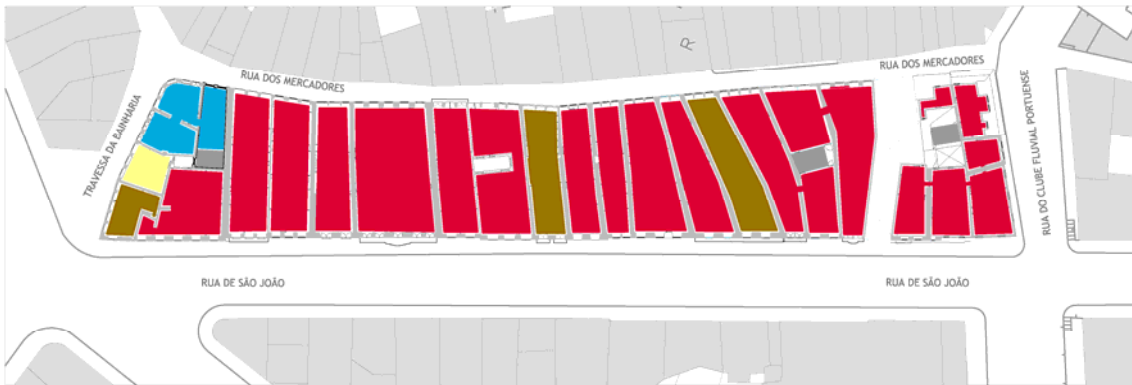 R
RUA DOS MERCADORES
RUA DOS MERCADORES
TRAVESSA DA BAINHARIA
RUA DO CLUBE FLUVIAL PORTUENSE
RUA DE SÃO JOÃO
RUA DE SÃO JOÃO